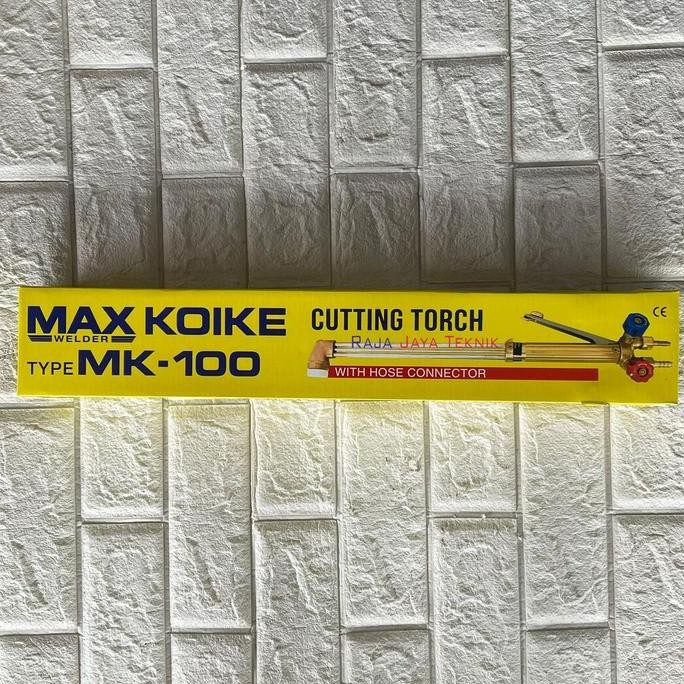 MAX KOIKE
WELDER
TYPE MK-100
CUTTING TORCH
RAJA JAYA TEKNIK
WITH HOSE CONNECTOR
CE